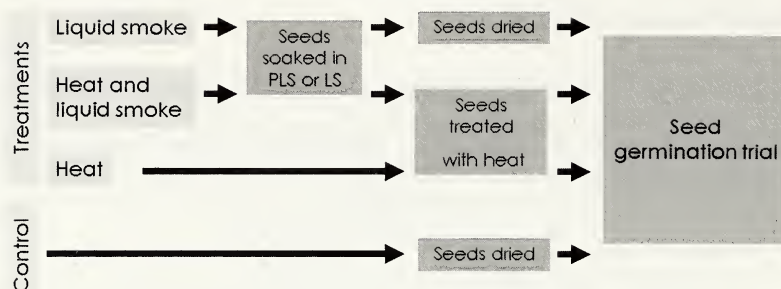 Treatments
Liquid smoke
Seeds
soaked in
PLS or LS
Seeds dried
Heat and
liquid smoke
Seeds
treated
with heat
Heat
Seed
germination trial
Control
Seeds dried